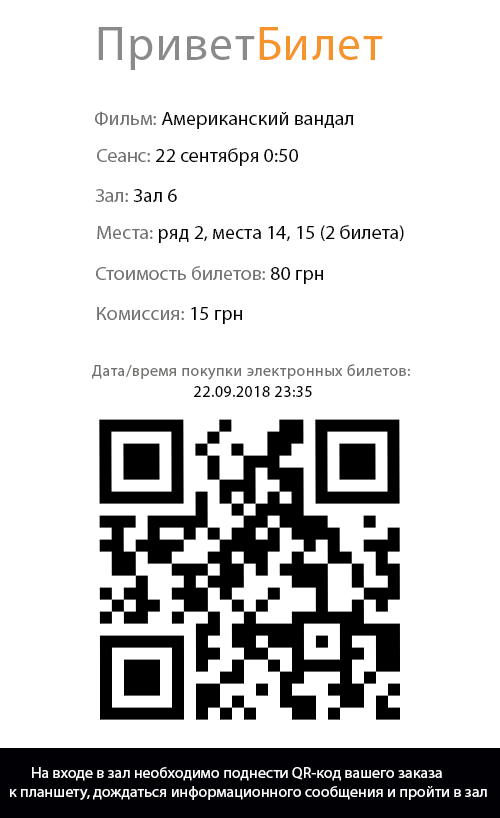 ПриветБилет
Фильм: Американский вандал
Сеанс: 22 сентября 0:50
Зал: Зал 6
Места: ряд 2, места 14, 15 (2 билета)
Стоимость билетов: 80 грн
Комиссия: 15 грн
Дата/время покупки электронных билетов:
22.09.2018 23:35
На входе в зал необходимо поднести QR-код вашего заказа
к планшету, дождаться информационного сообщения и пройти в зал